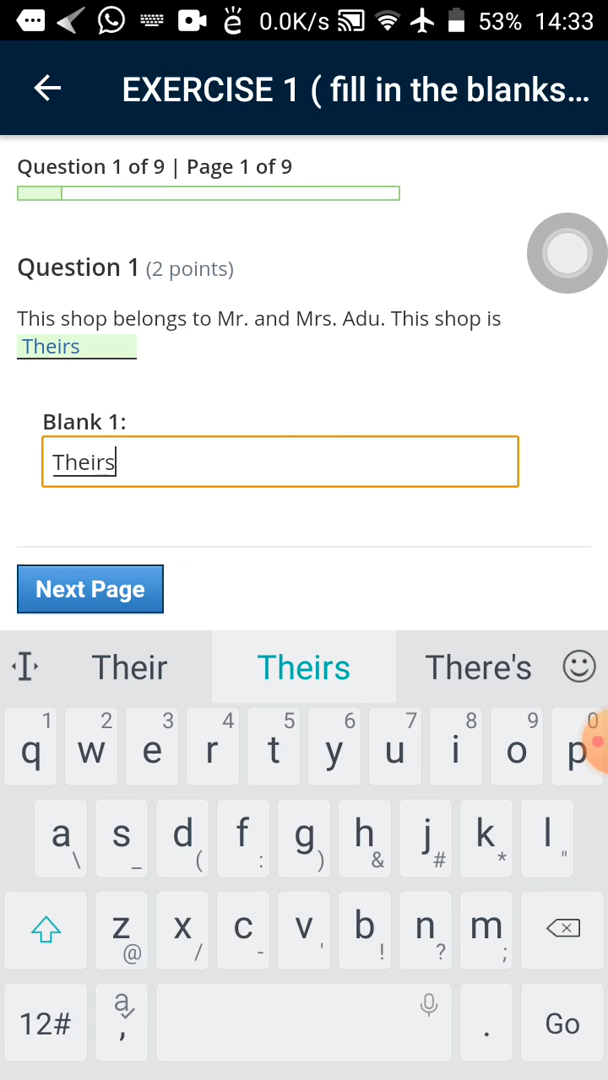 0.0K/s 53% 14:33
EXERCISE 1 ( fill in the blanks...
Question 1 of 9 | Page 1 of 9
Question 1 (2 points)
This shop belongs to Mr. and Mrs. Adu. This shop is
Theirs
Blank 1:
Theirs
Next Page
Their Theirs There's
1 2 3 4 5 6 7 8 9 0
q w e r t y u i o p
a s d f g h j k l
\ _ ( : ) & # * "
z x c v b n m
@ / - ' ! ? ;
12# a , . Go